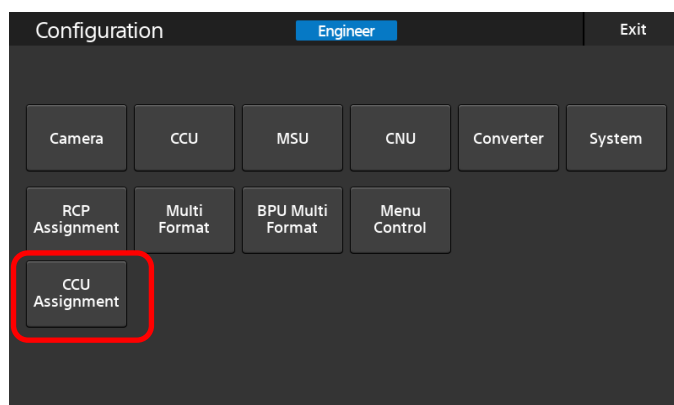 Configuration
Engineer
Exit
Camera
CCU
MSU
CNU
Converter
System
RCP
Assignment
Multi
Format
BPU Multi
Format
Menu
Control
CCU
Assignment